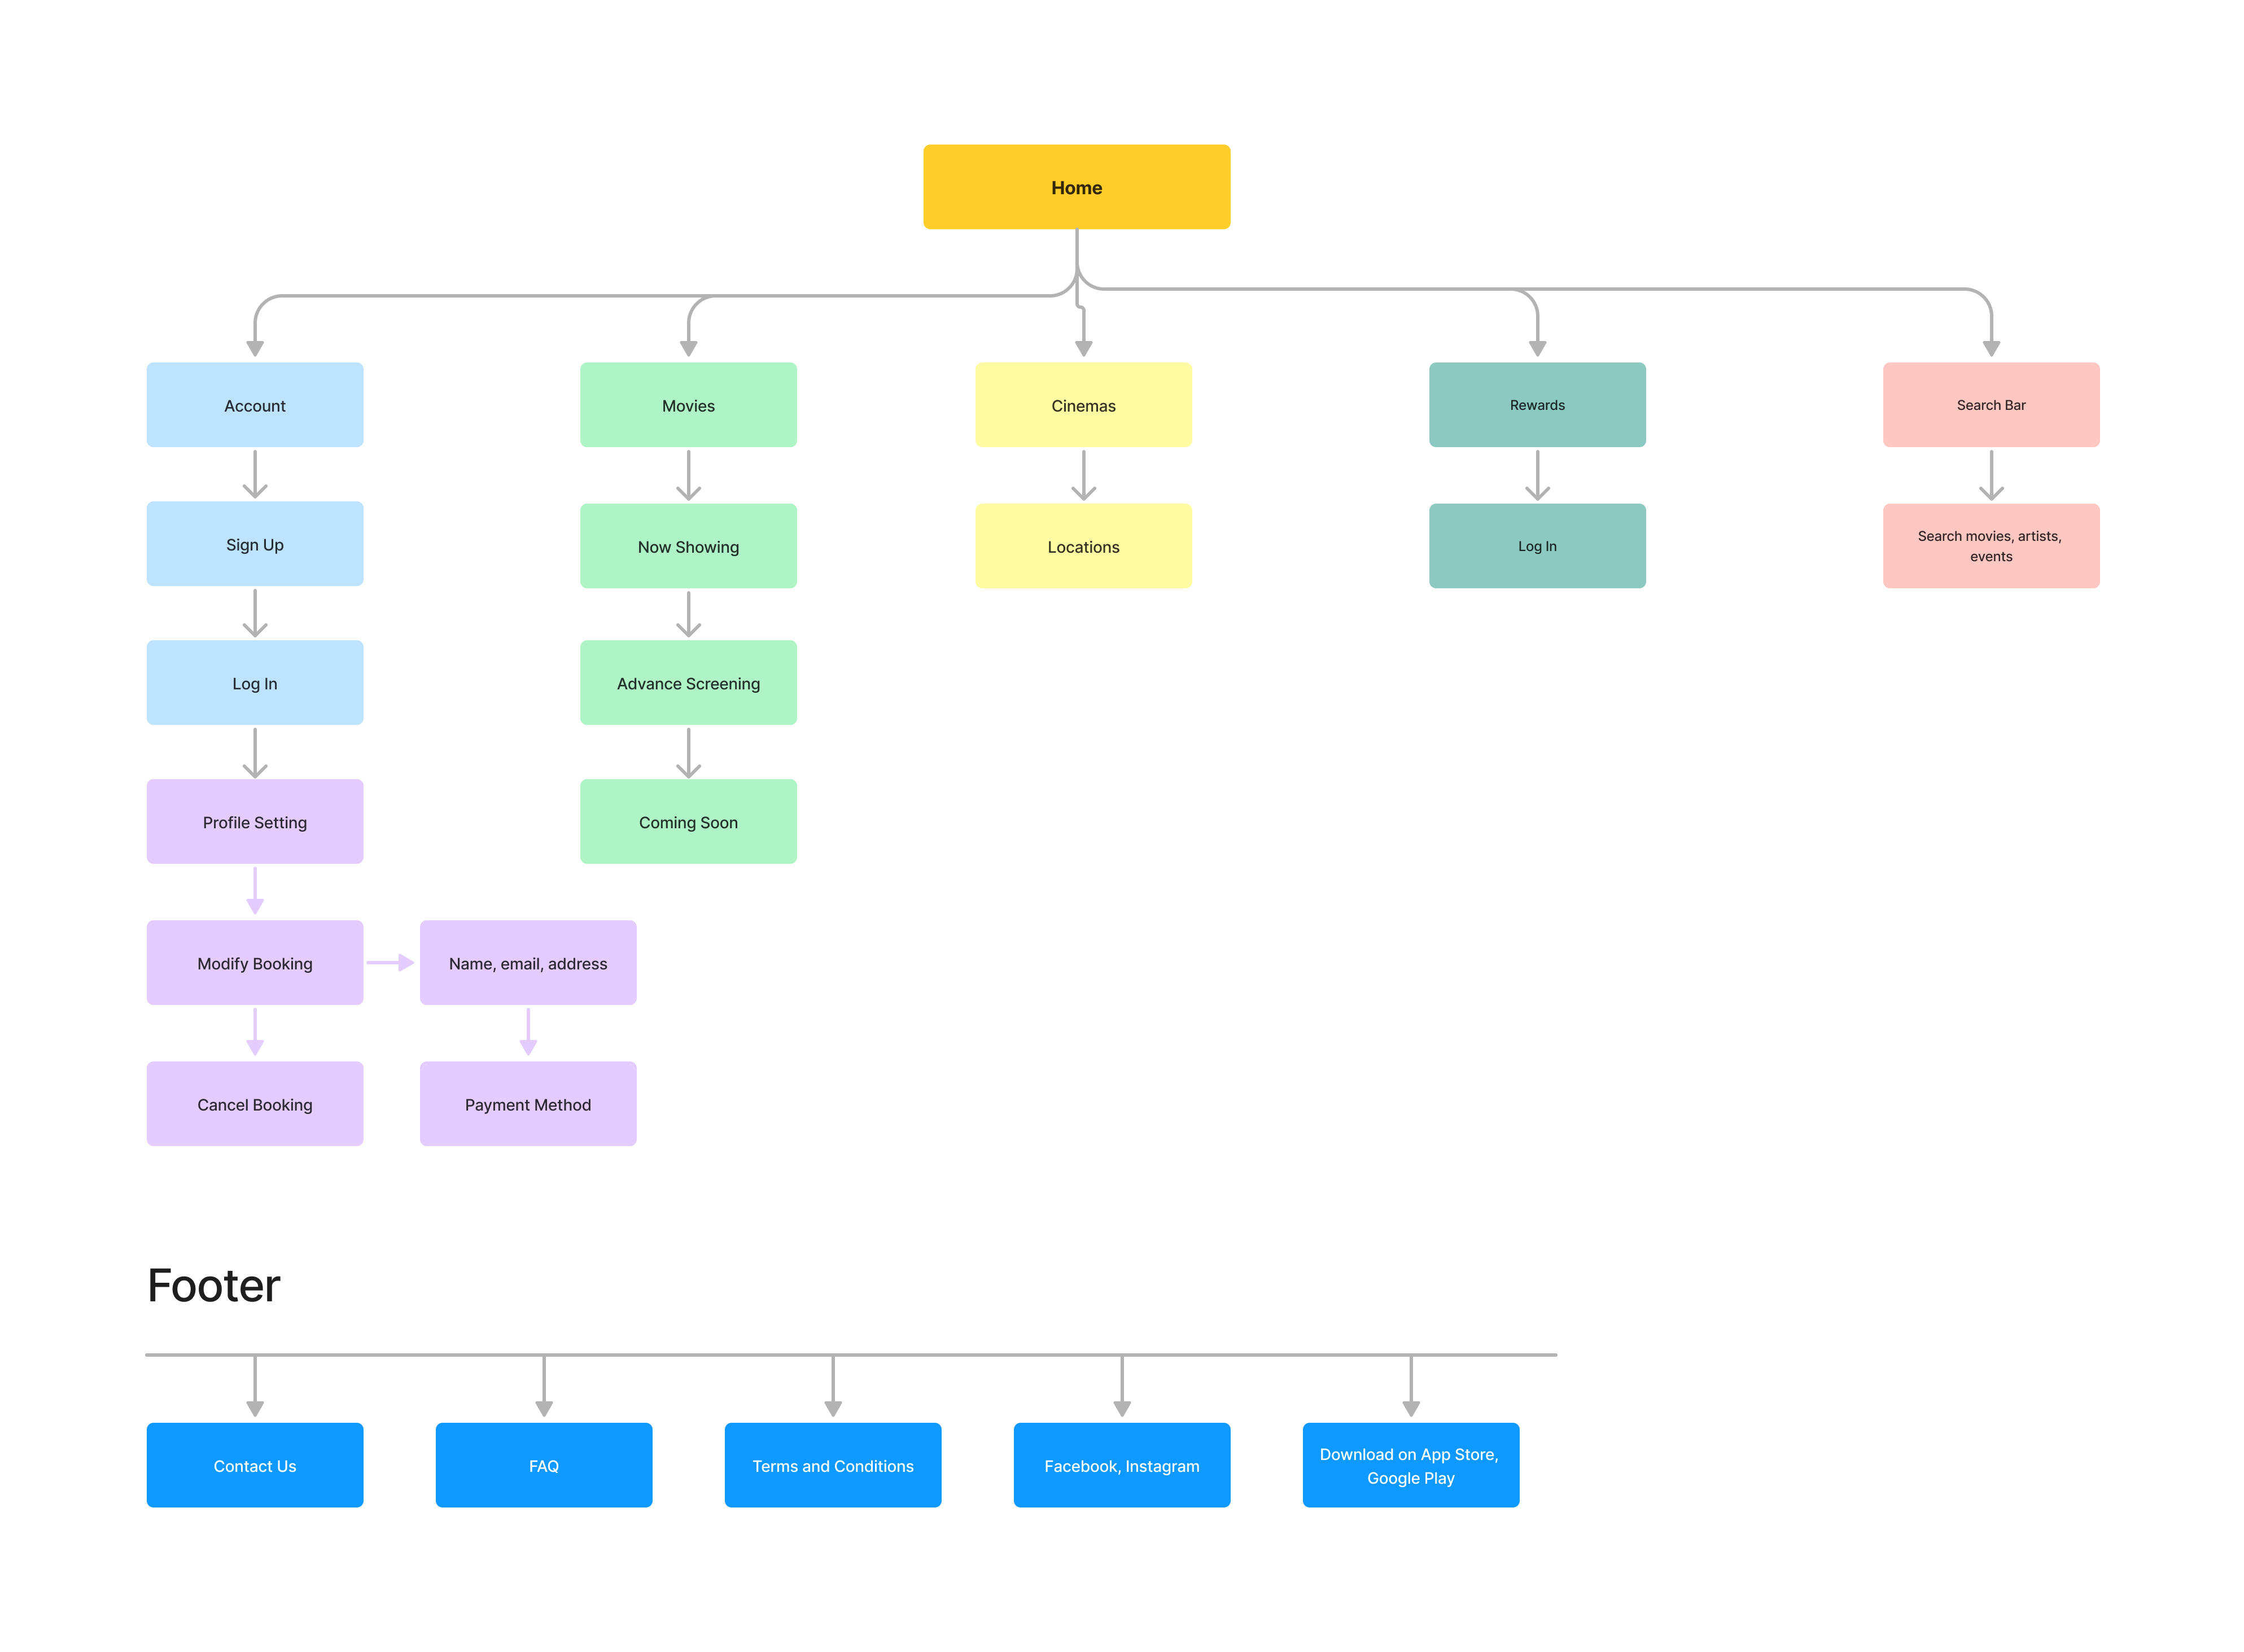 Home
Account
Movies
Cinemas
Rewards
Search Bar
Sign Up
Now Showing
Locations
Log In
Search movies, artists,
events
Log In
Advance Screening
Profile Setting
Coming Soon
Modify Booking
Name, email, address
Cancel Booking
Payment Method
Footer
Contact Us
FAQ
Terms and Conditions
Facebook, Instagram
Download on App Store,
Google Play